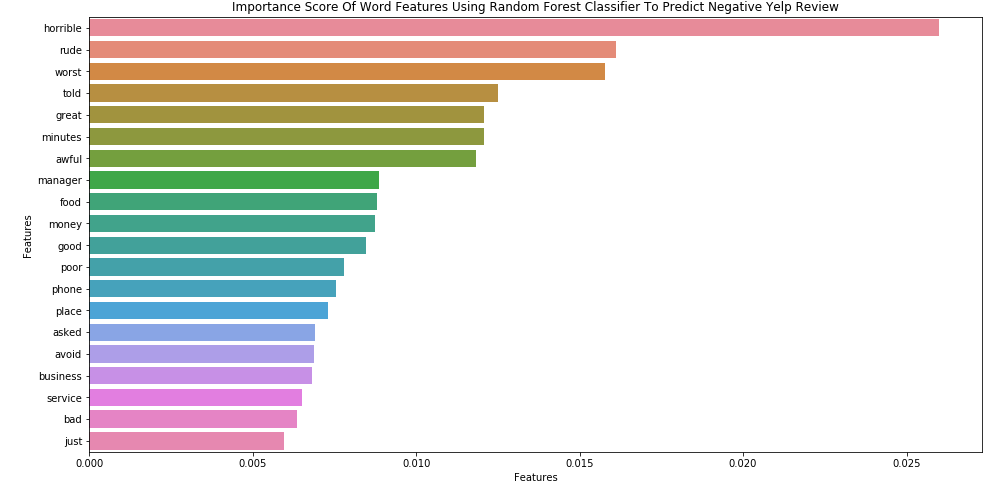 Importance Score Of Word Features Using Random Forest Classifier To Predict Negative Yelp Review
horrible
rude
worst
told
great
minutes
awful
manager
food
money
good
poor
phone
place
asked
avoid
business
service
bad
just
Features
0.000 0.005 0.010 0.015 0.020 0.025
Features